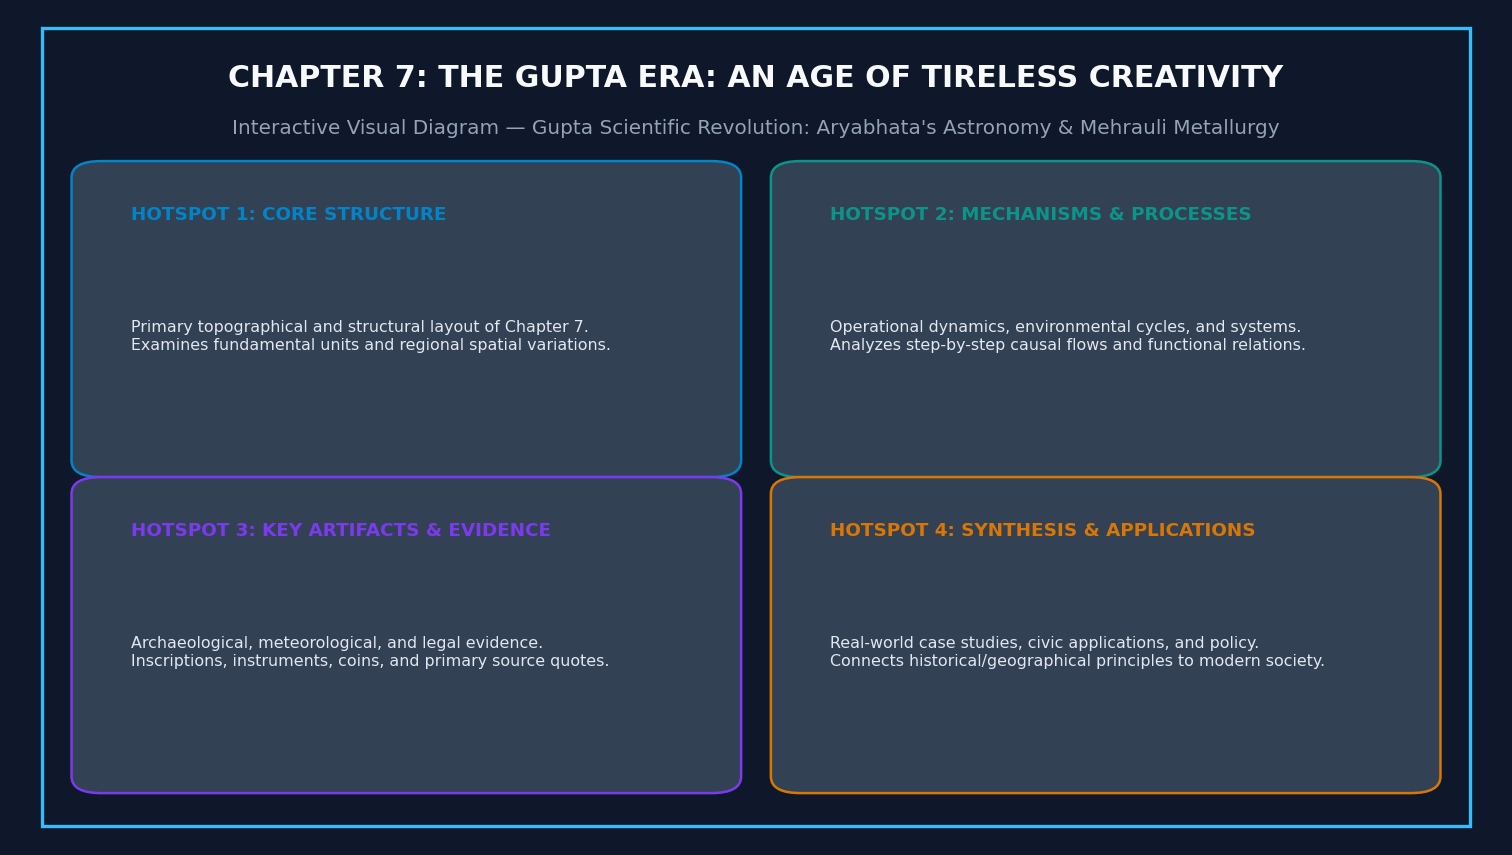 CHAPTER 7: THE GUPTA ERA: AN AGE OF TIRELESS CREATIVITY
Interactive Visual Diagram — Gupta Scientific Revolution: Aryabhata's Astronomy & Mehrauli Metallurgy
HOTSPOT 1: CORE STRUCTURE
Primary topographical and structural layout of Chapter 7.
Examines fundamental units and regional spatial variations.
HOTSPOT 2: MECHANISMS & PROCESSES
Operational dynamics, environmental cycles, and systems.
Analyzes step-by-step causal flows and functional relations.
HOTSPOT 3: KEY ARTIFACTS & EVIDENCE
Archaeological, meteorological, and legal evidence.
Inscriptions, instruments, coins, and primary source quotes.
HOTSPOT 4: SYNTHESIS & APPLICATIONS
Real-world case studies, civic applications, and policy.
Connects historical/geographical principles to modern society.